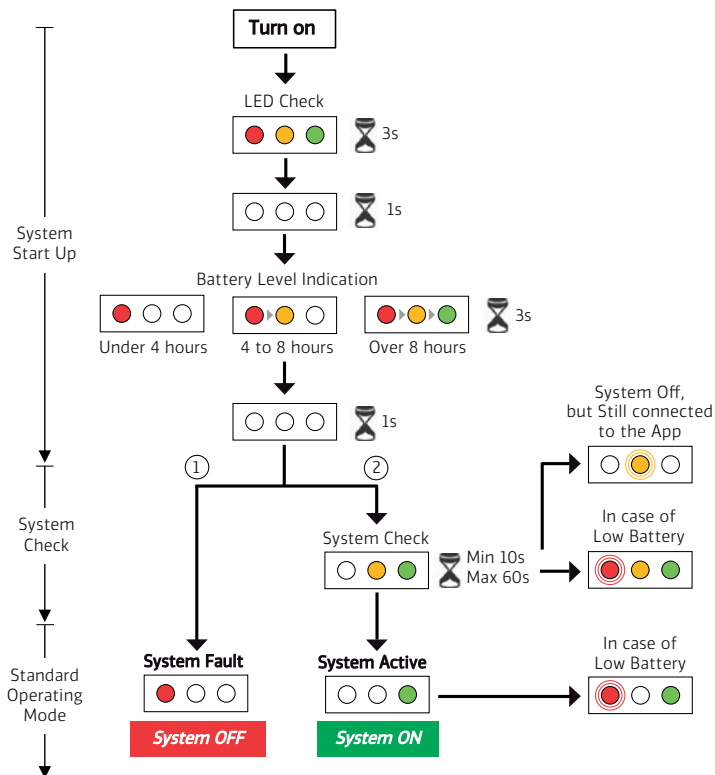 Turn on
LED Check
3s
1s
System
Start Up
Battery Level Indication
3s
Under 4 hours
4 to 8 hours
Over 8 hours
1s
System Off,
but Still connected
to the App
1
2
System
Check
System Check
Min 10s
Max 60s
In case of
Low Battery
Standard
Operating
Mode
System Fault
System OFF
System Active
System ON
In case of
Low Battery